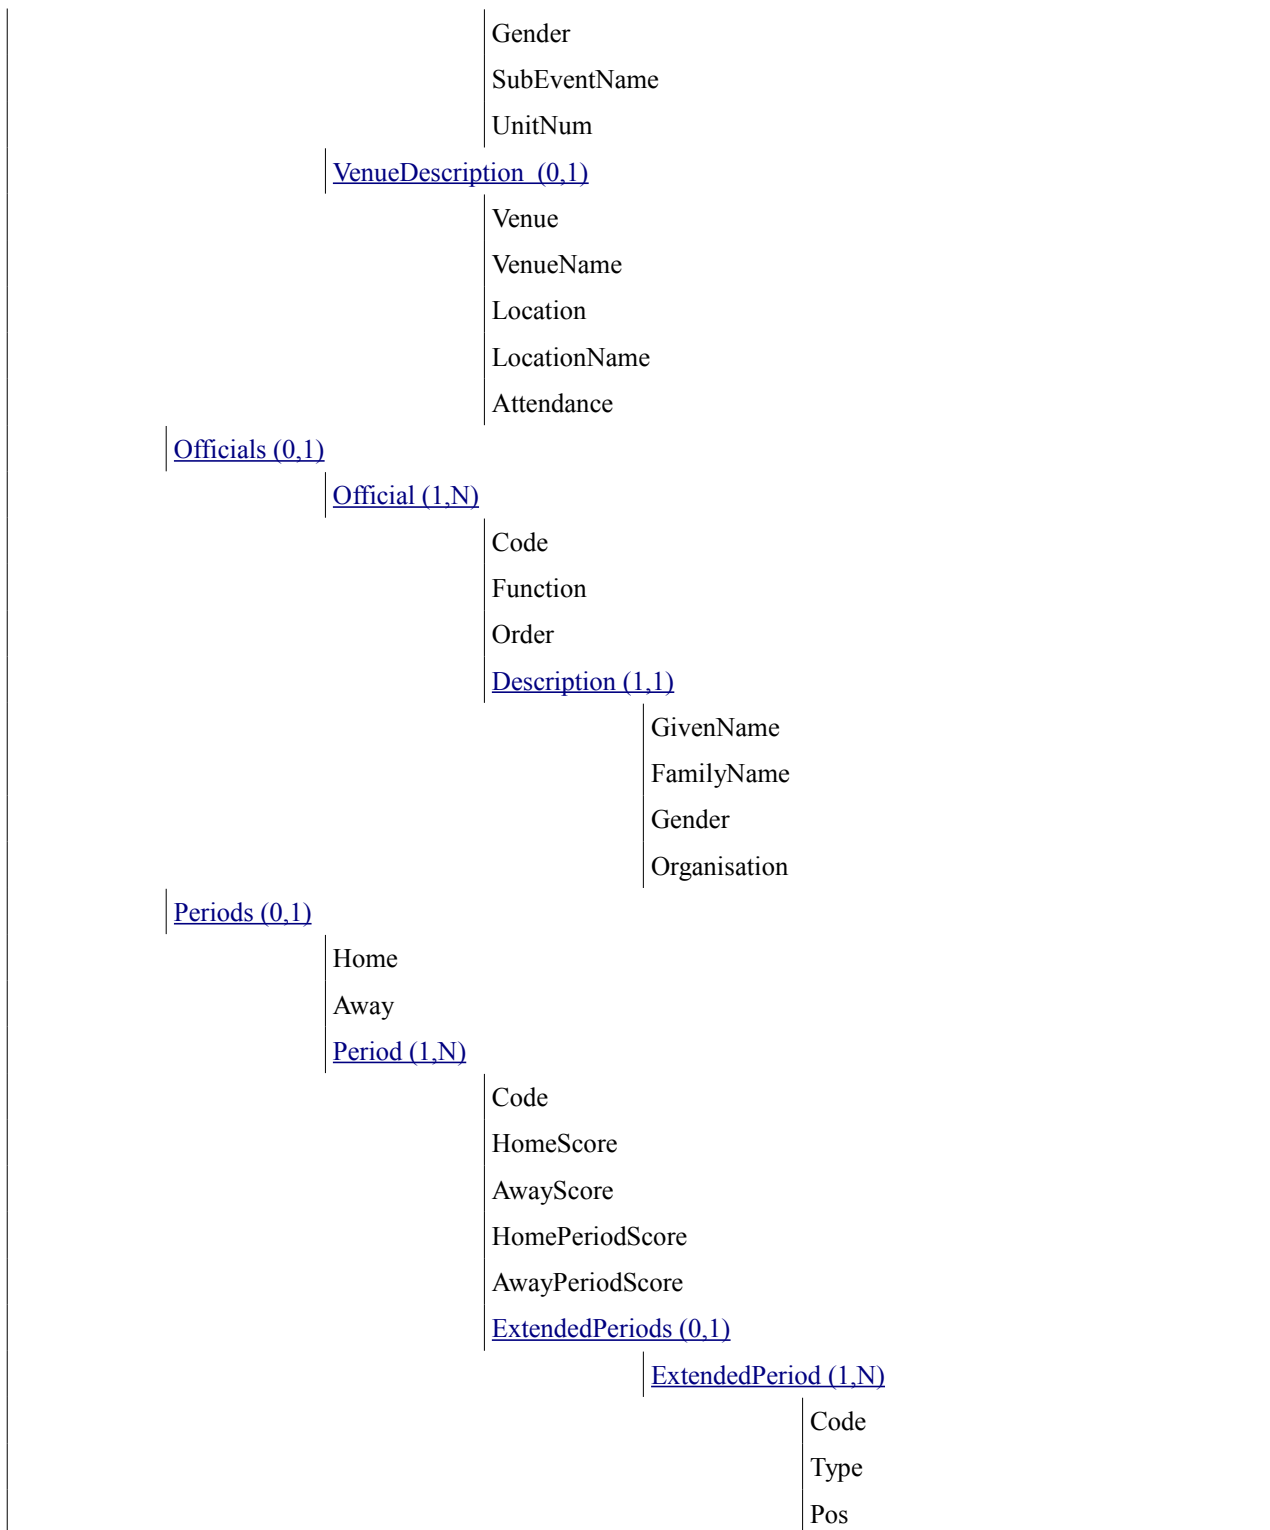 Gender
SubEventName
UnitNum
VenueDescription  (0,1)
Venue
VenueName
Location
LocationName
Attendance
Officials (0,1)
Official (1,N)
Code
Function
Order
Description (1,1)
GivenName
FamilyName
Gender
Organisation
Periods (0,1)
Home
Away
Period (1,N)
Code
HomeScore
AwayScore
HomePeriodScore
AwayPeriodScore
ExtendedPeriods (0,1)
ExtendedPeriod (1,N)
Code
Type
Pos